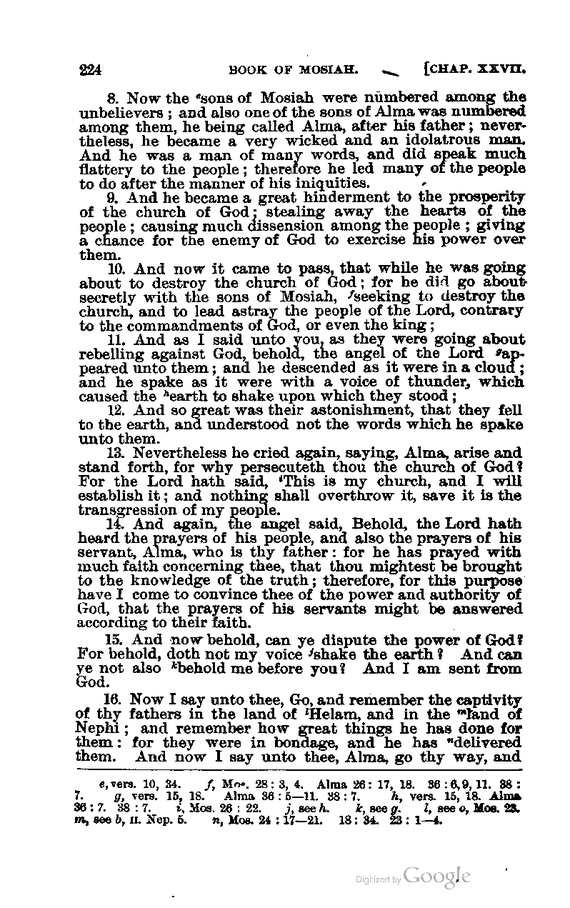 224 BOOK OF MOSIAH. [CHAP. XXVII.
8. Now the ᵉsons of Mosiah were numbered among the
unbelievers ; and also one of the sons of Alma was numbered
among them, he being called Alma, after his father ; never-
theless, he became a very wicked and an idolatrous man.
And he was a man of many words, and did speak much
flattery to the people ; therefore he led many of the people
to do after the manner of his iniquities.
9. And he became a great hinderment to the prosperity
of the church of God ; stealing away the hearts of the
people ; causing much dissension among the people ; giving
a chance for the enemy of God to exercise his power over
them.
10. And now it came to pass, that while he was going
about to destroy the church of God ; for he did go about
secretly with the sons of Mosiah, ᶠseeking to destroy the
church, and to lead astray the people of the Lord, contrary
to the commandments of God, or even the king ;
11. And as I said unto you, as they were going about
rebelling against God, behold, the angel of the Lord ᵍap-
peared unto them ; and he descended as it were in a cloud ;
and he spake as it were with a voice of thunder, which
caused the ʰearth to shake upon which they stood ;
12. And so great was their astonishment, that they fell
to the earth, and understood not the words which he spake
unto them.
13. Nevertheless he cried again, saying, Alma, arise and
stand forth, for why persecuteth thou the church of God?
For the Lord hath said, ⁱThis is my church, and I will
establish it ; and nothing shall overthrow it, save it is the
transgression of my people.
14. And again, the angel said, Behold, the Lord hath
heard the prayers of his people, and also the prayers of his
servant, Alma, who is thy father : for he has prayed with
much faith concerning thee, that thou mightest be brought
to the knowledge of the truth ; therefore, for this purpose
have I come to convince thee of the power and authority of
God, that the prayers of his servants might be answered
according to their faith.
15. And now behold, can ye dispute the power of God?
For behold, doth not my voice ʲshake the earth? And can
ye not also ᵏbehold me before you? And I am sent from
God.
16. Now I say unto thee, Go, and remember the captivity
of thy fathers in the land of ˡHelam, and in the ᵐland of
Nephi ; and remember how great things he has done for
them : for they were in bondage, and he has ⁿdelivered
them. And now I say unto thee, Alma, go thy way, and
e, vers. 10, 34. f, Mos. 28 : 3, 4. Alma 26 : 17, 18. 36 : 6, 9, 11. 38 :
7. g, vers. 15, 18. Alma 36 : 5—11. 38 : 7. h, vers. 15, 18. Alma
36 : 7. 38 : 7. i, Mos. 26 : 22. j, see h. k, see g. l, see o, Mos. 23.
m, see b, II. Nep. 5. n, Mos. 24 : 17—21. 18 : 34. 23 : 1—4.
Digitized by Google